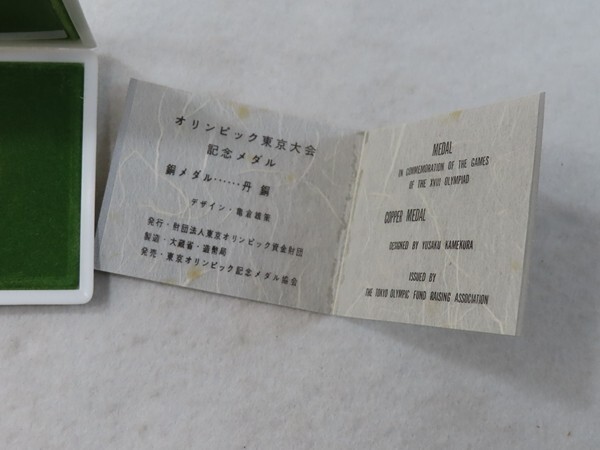 オリンピック東京大会
記念メダル
銅メダル……丹銅
デザイン・亀倉雄策
発行・財団法人東京オリンピック資金財団
製造・大蔵省・造幣局
発売・東京オリンピック記念メダル協会
MEDAL
IN COMMEMORATION OF THE GAMES
OF THE XVIII OLYMPIAD
COPPER MEDAL
DESIGNED BY YUSAKU KAMEKURA
ISSUED BY
THE TOKYO OLYMPIC FUND RAISING ASSOCIATION